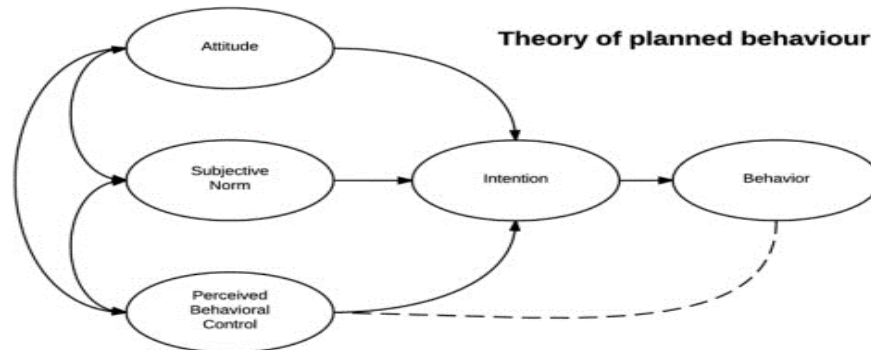 Theory of planned behaviour
Attitude
Subjective
Norm
Intention
Behavior
Perceived
Behavioral
Control